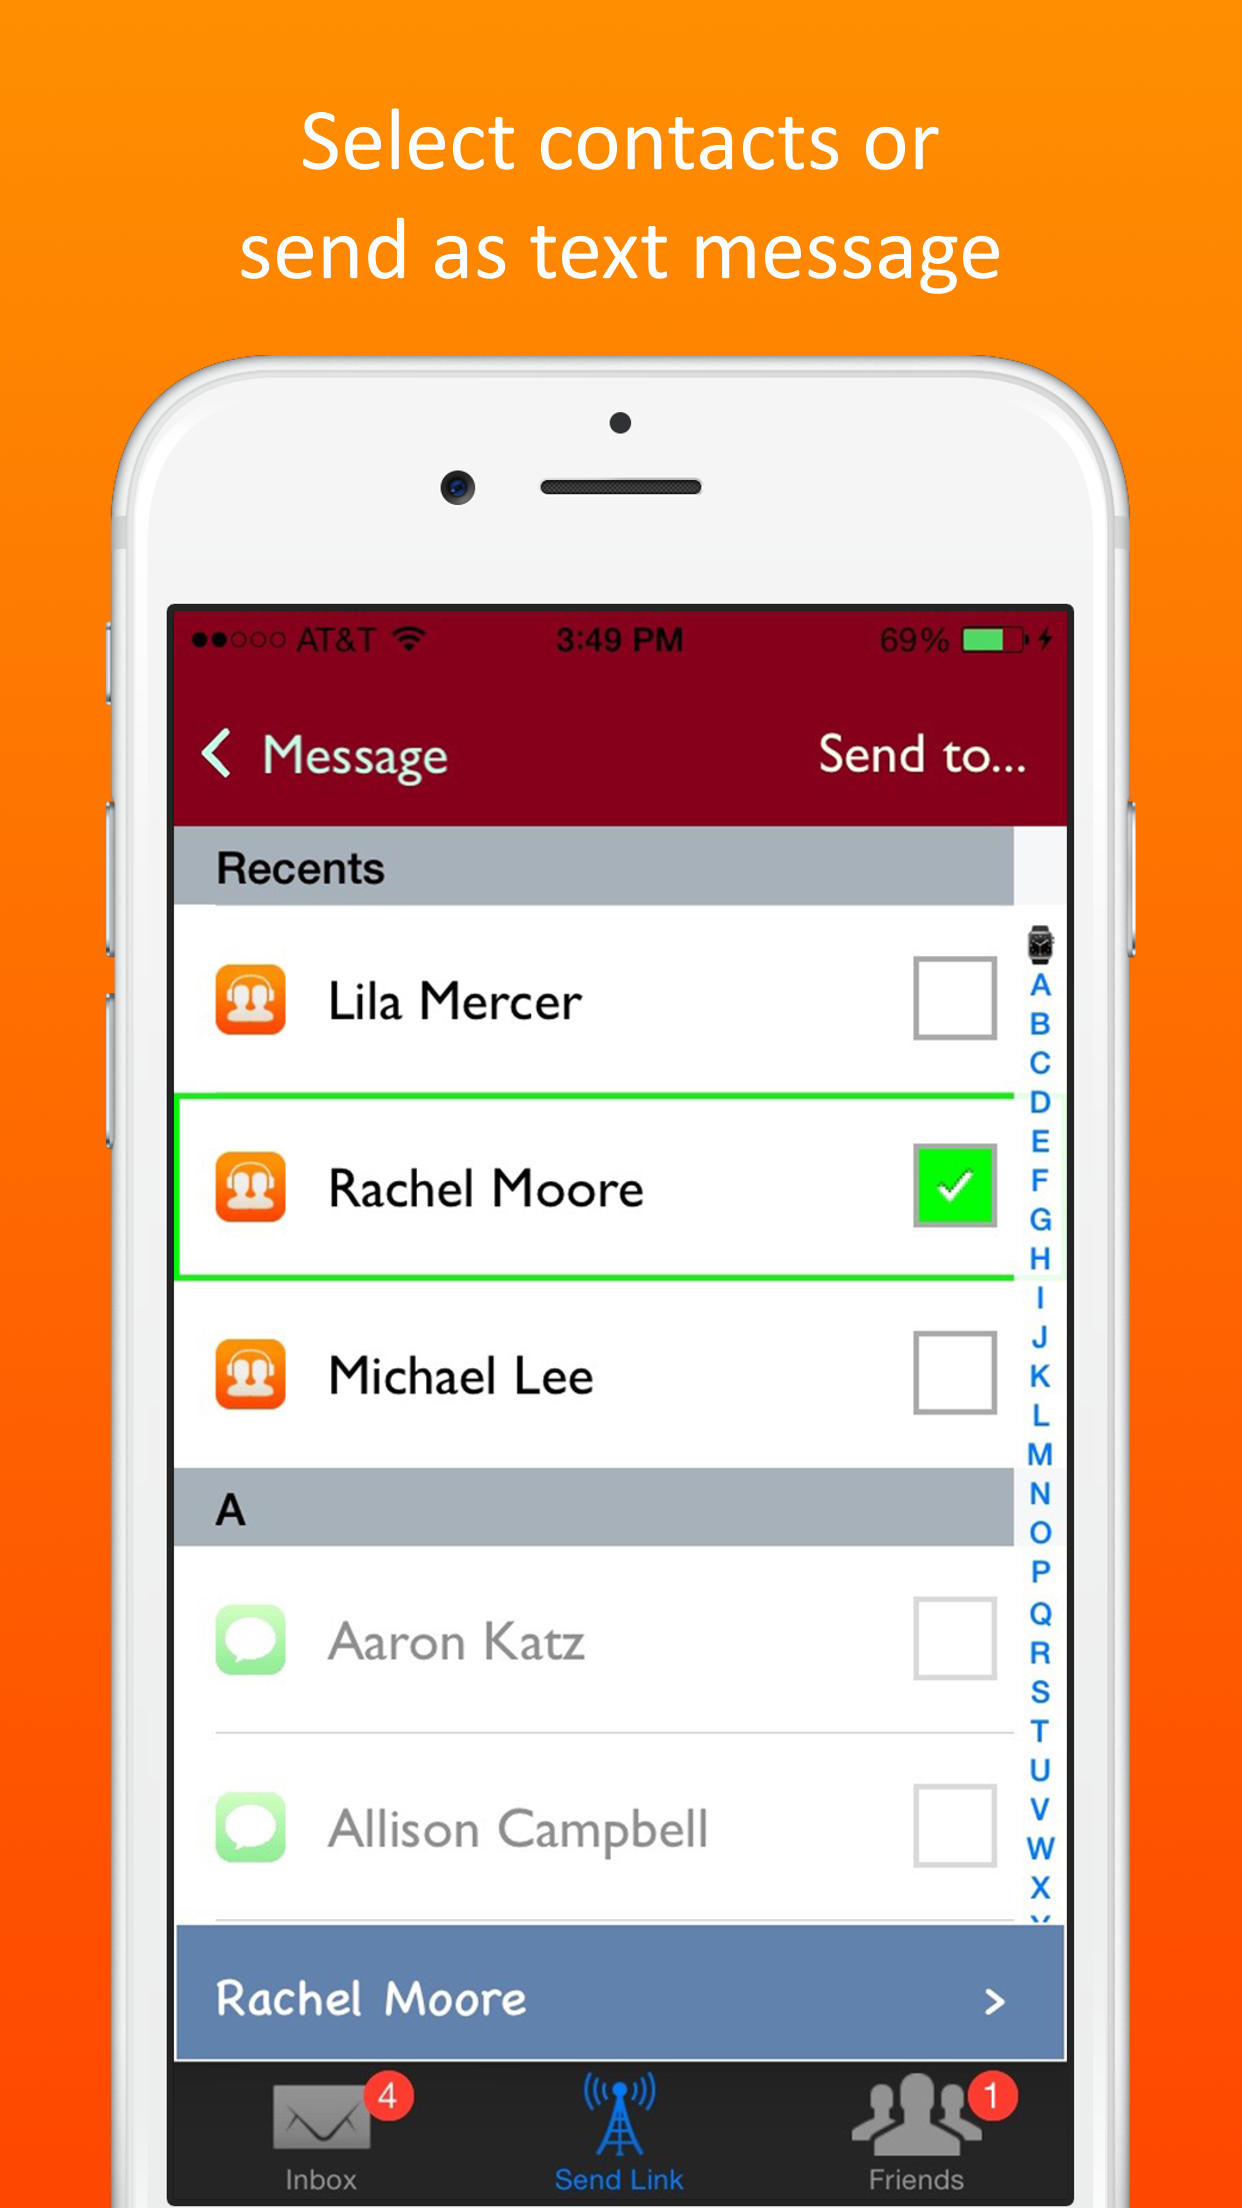 Select contacts or
send as text message
AT&T 3:49 PM 69%
Message Send to...
Recents
Lila Mercer
Rachel Moore
Michael Lee
A
Aaron Katz
Allison Campbell
A
B
C
D
E
F
G
H
I
J
K
L
M
N
O
P
Q
R
S
T
U
V
W
X
Rachel Moore >
4
1
Inbox Send Link Friends